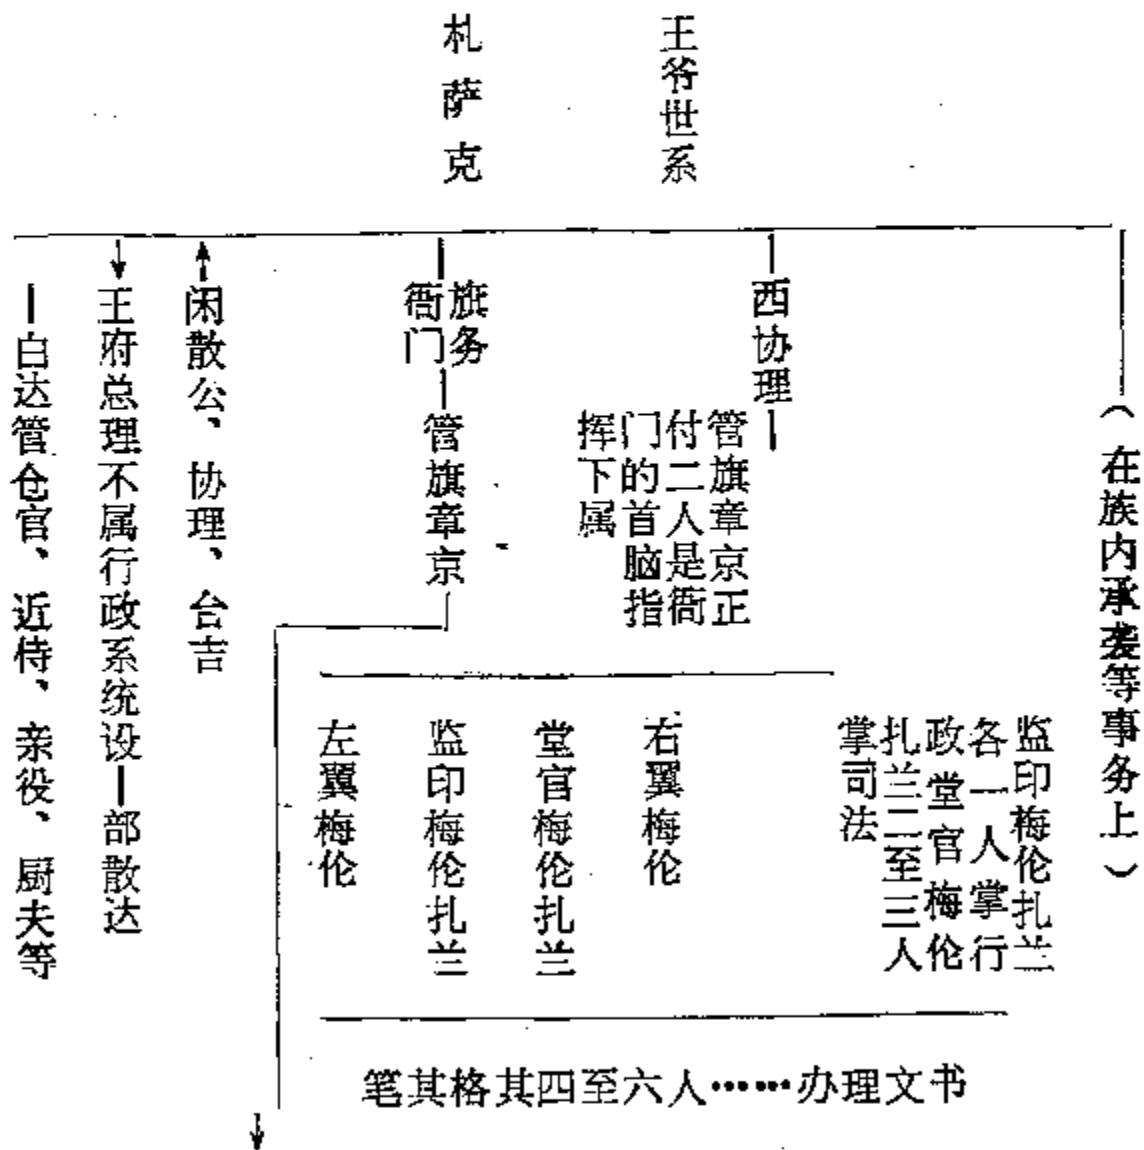 王爷世系
札萨克
（在族内承袭等事务上）
西协理
管旗章京正
付二人是衙
门的首脑指
挥下属
旗务
衙门
管旗章京
闲散公、协理、台吉
王府总理不属行政系统设—部散达
—白达管仓官、近侍、亲役、厨夫等
监印梅伦扎兰
各一人掌行
政堂官梅伦
扎兰二至三人
掌司法
右翼梅伦
堂官梅伦扎兰
监印梅伦扎兰
左翼梅伦
笔其格其四至六人……办理文书